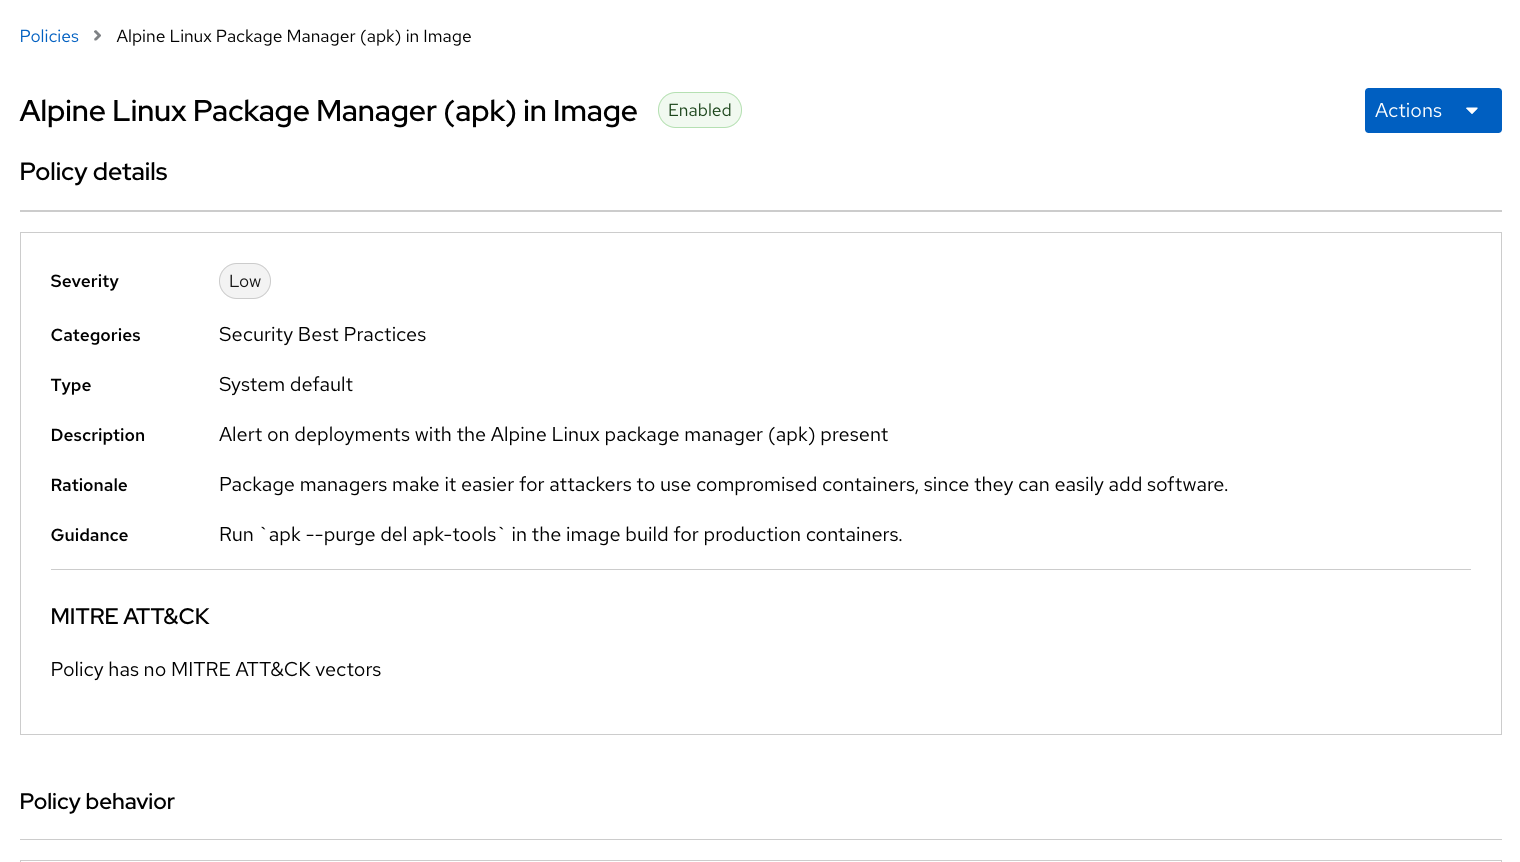 Policies > Alpine Linux Package Manager (apk) in Image
Alpine Linux Package Manager (apk) in Image Enabled Actions
Policy details
Severity Low
Categories Security Best Practices
Type System default
Description Alert on deployments with the Alpine Linux package manager (apk) present
Rationale Package managers make it easier for attackers to use compromised containers, since they can easily add software.
Guidance Run `apk --purge del apk-tools` in the image build for production containers.
MITRE ATT&CK
Policy has no MITRE ATT&CK vectors
Policy behavior